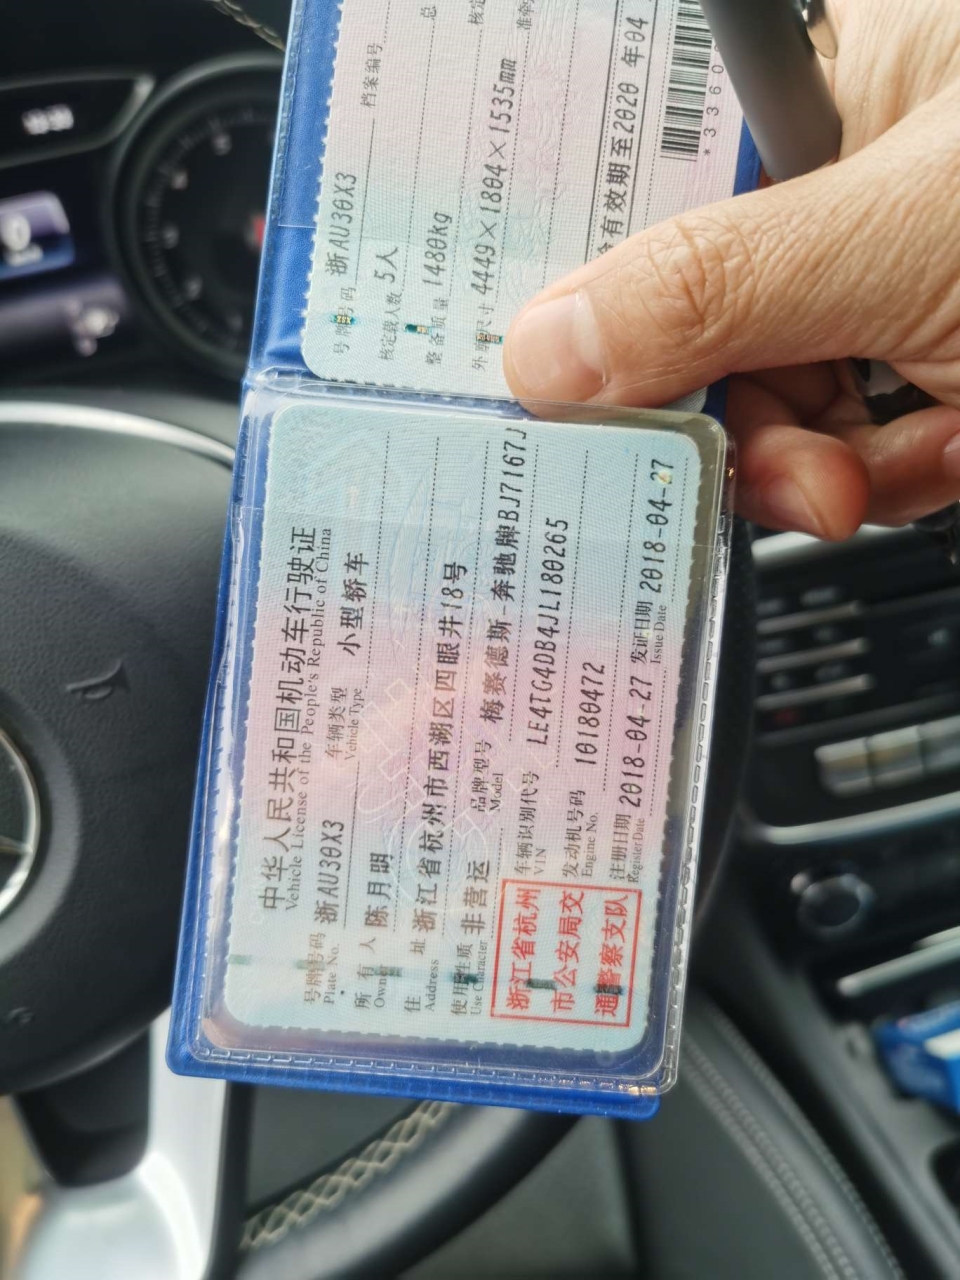 中华人民共和国机动车行驶证
Vehicle License of the People's Republic of China
号牌号码 浙AU30X3 车辆类型 小型轿车
Plate No. Vehicle Type
所有人 陈月明
Owner
住址 浙江省杭州市西湖区四眼井18号
Address
使用性质 非营运 品牌型号 梅赛德斯-奔驰牌BJ7167J
Use Character Model
浙江省杭州
市公安局交
通警察支队
车辆识别代号 LE4TG4DB4JL180265
VIN
发动机号码 10180472
Engine No.
注册日期 2018-04-27 发证日期 2018-04-27
Register Date Issue Date
号牌号码 浙AU30X3 档案编号
核定载人数 5人 总
整备质量 1480kg 核定
外廓尺寸 4449×1804×1535mm 准牵
有效期至2020年04
*3360